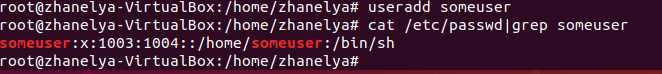 root@zhanelya-VirtualBox:/home/zhanelya# useradd someuser
root@zhanelya-VirtualBox:/home/zhanelya# cat /etc/passwd|grep someuser
someuser:x:1003:1004::/home/someuser:/bin/sh
root@zhanelya-VirtualBox:/home/zhanelya#